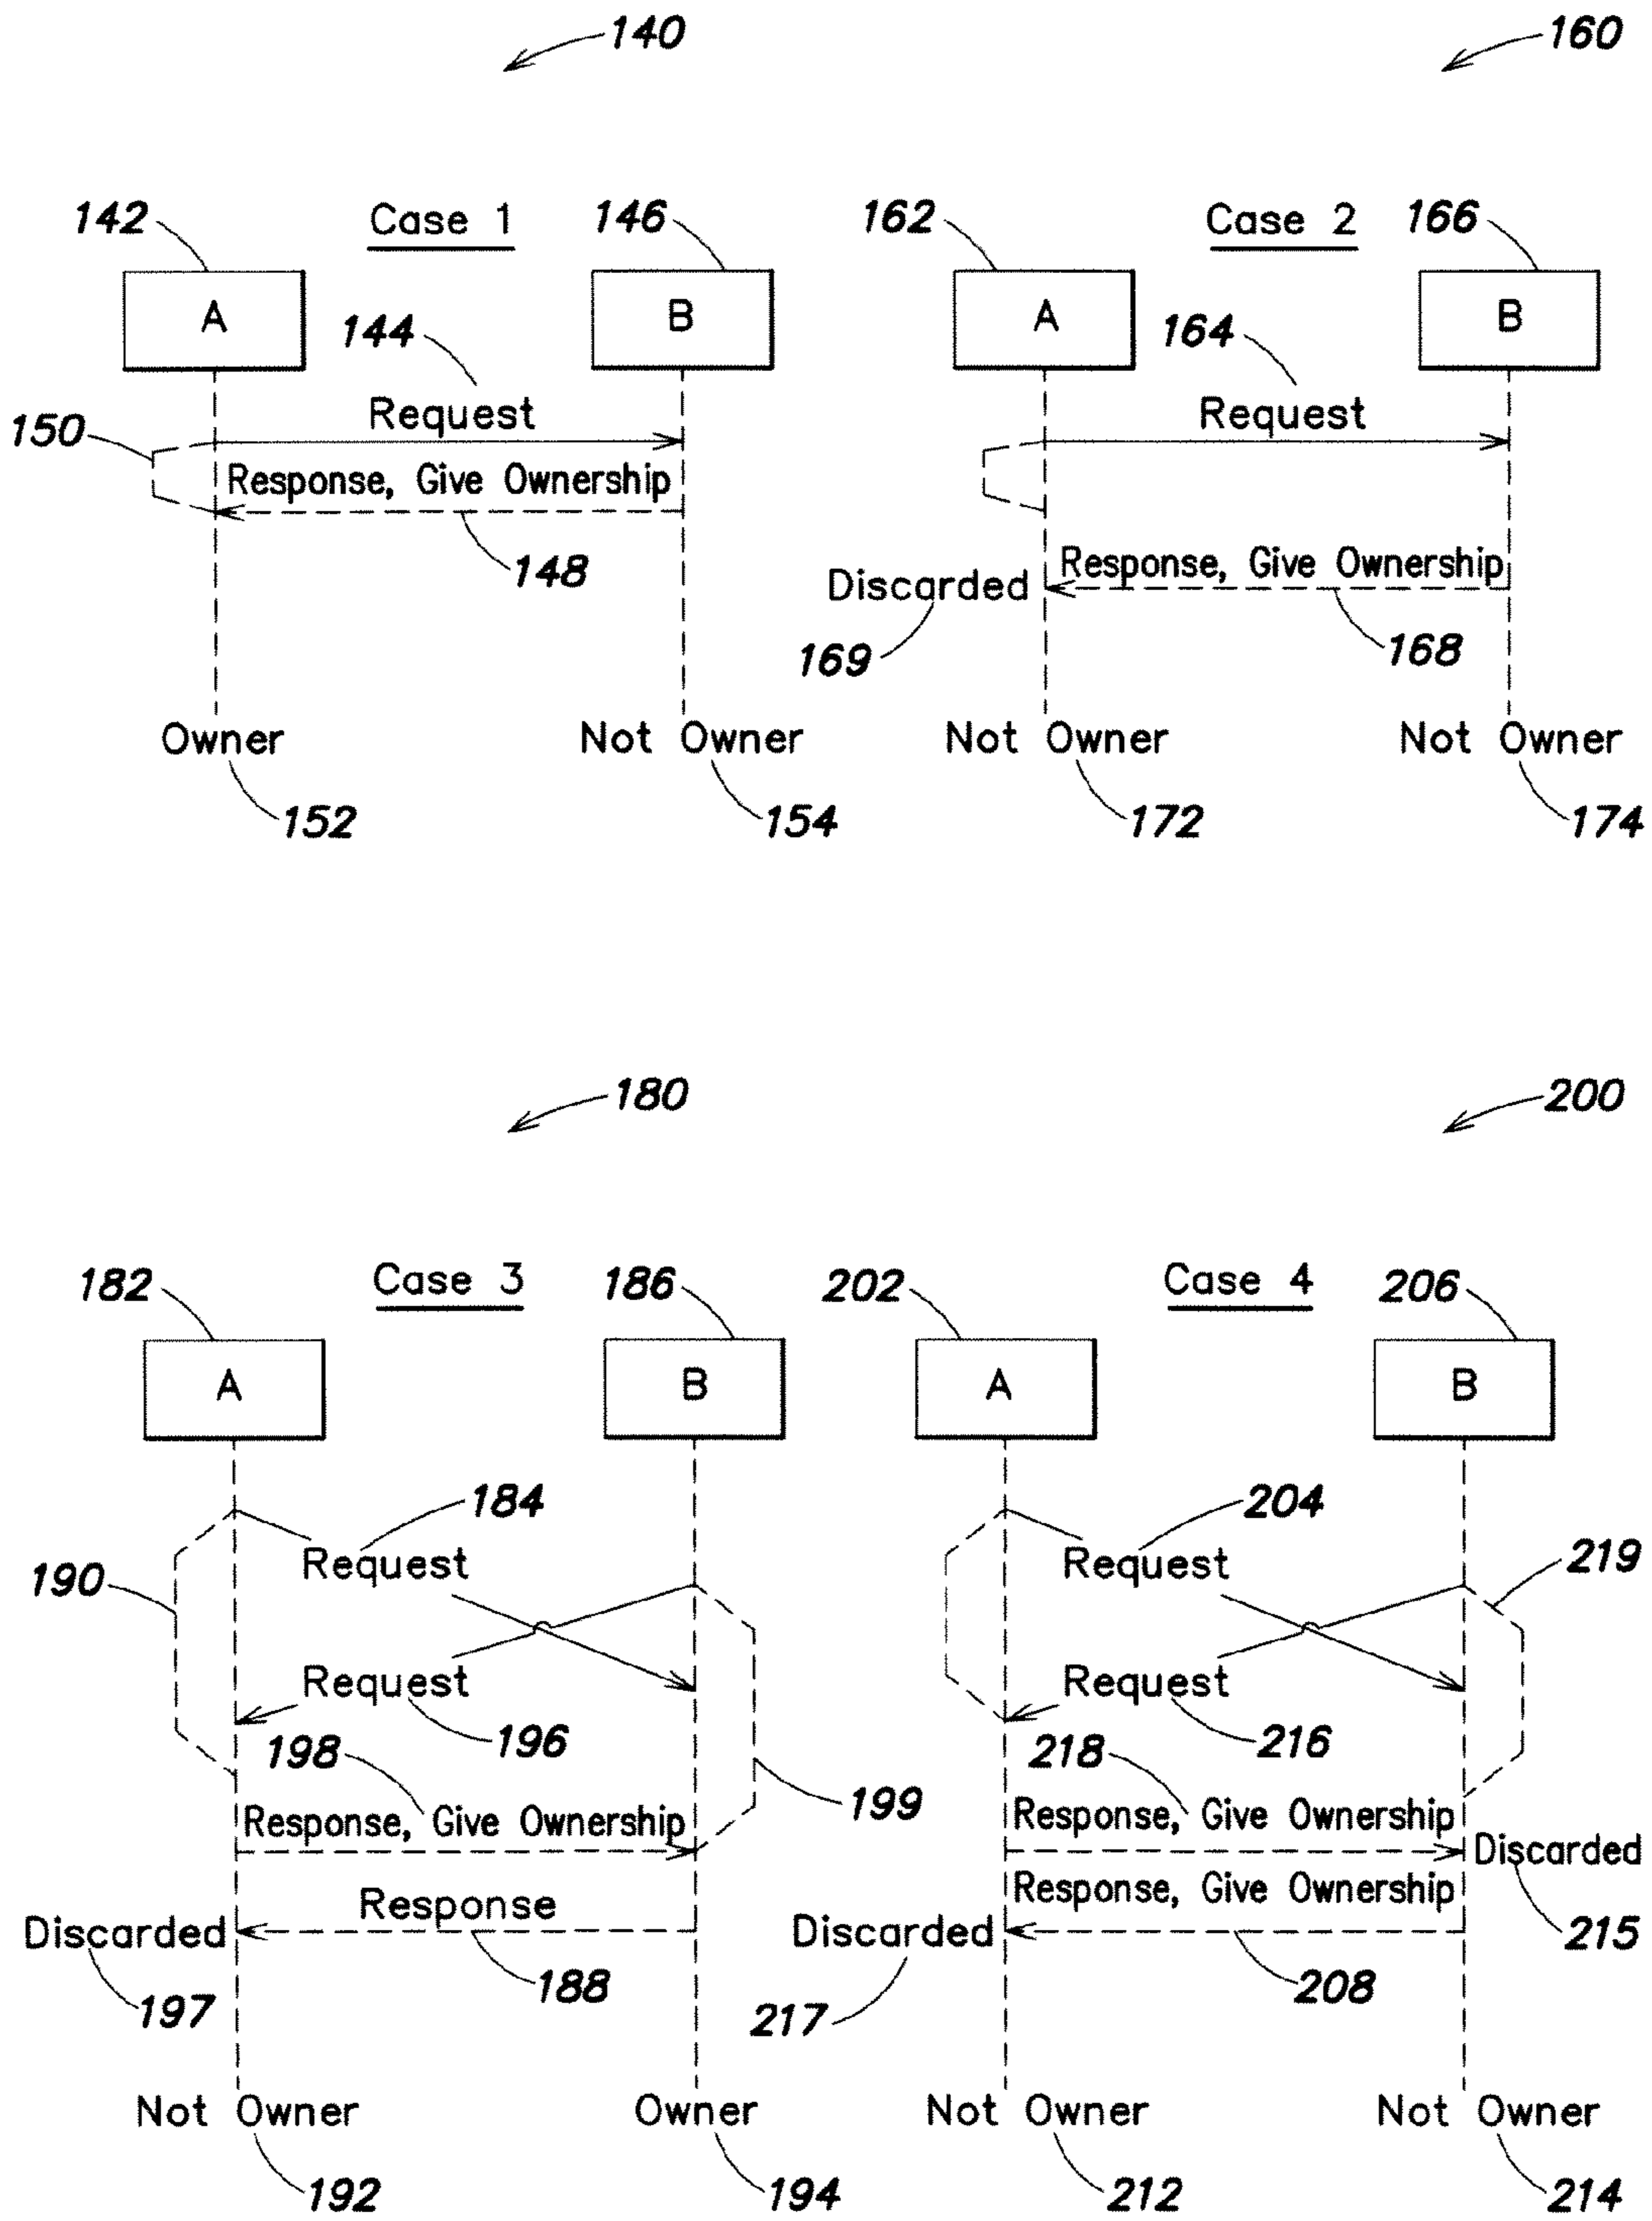 140
160
142
Case 1
146
162
Case 2
166
A
B
A
B
144
164
150
Request
Request
Response, Give Ownership
148
Response, Give Ownership
Discarded
169
168
Owner
Not Owner
Not Owner
Not Owner
152
154
172
174
180
200
182
Case 3
186
202
Case 4
206
A
B
A
B
184
204
190
Request
Request
219
Request
Request
198
196
218
216
199
Response, Give Ownership
Response, Give Ownership
Discarded
Response
Response, Give Ownership
Discarded
Discarded
215
197
188
217
208
Not Owner
Owner
Not Owner
Not Owner
192
194
212
214